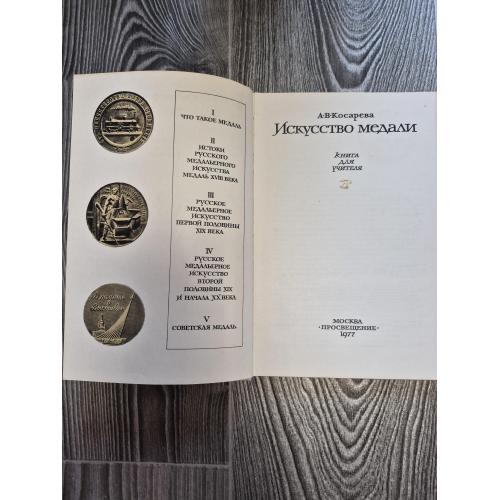 I
ЧТО ТАКОЕ МЕДАЛЬ
II
ИСТОКИ
РУССКОГО
МЕДАЛЬЕРНОГО
ИСКУССТВА
МЕДАЛЬ XVIII ВЕКА
III
РУССКОЕ
МЕДАЛЬЕРНОЕ
ИСКУССТВО
ПЕРВОЙ ПОЛОВИНЫ
XIX ВЕКА
IV
РУССКОЕ
МЕДАЛЬЕРНОЕ
ИСКУССТВО
ВТОРОЙ
ПОЛОВИНЫ XIX
И НАЧАЛА XX ВЕКА
V
СОВЕТСКАЯ МЕДАЛЬ
А·В·Косарева
Искусство медали
книга
для
учителя
МОСКВА
«ПРОСВЕЩЕНИЕ»
1977